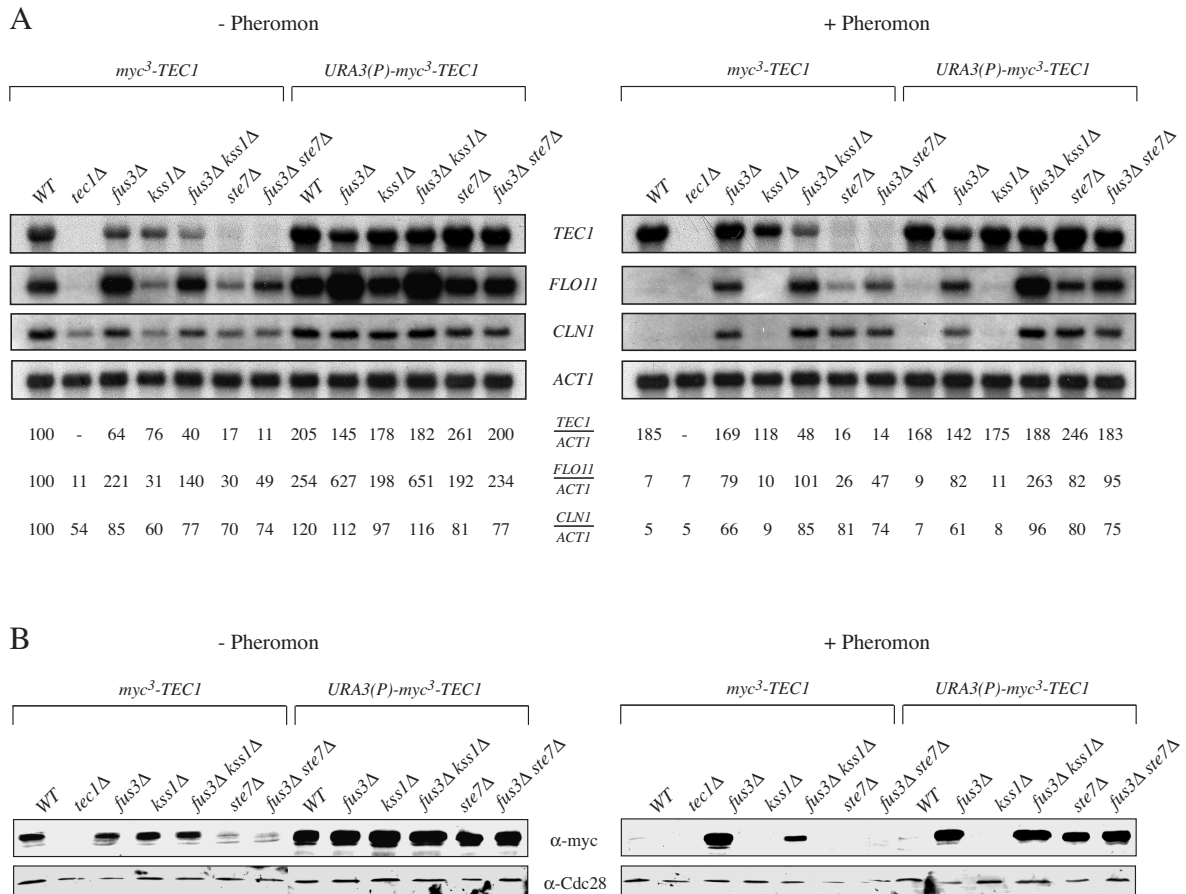 A
- Pheromon
+ Pheromon
myc³-TEC1
URA3(P)-myc³-TEC1
myc³-TEC1
URA3(P)-myc³-TEC1
WT tec1Δ fus3Δ kss1Δ fus3Δ kss1Δ ste7Δ fus3Δ ste7Δ WT fus3Δ kss1Δ fus3Δ kss1Δ ste7Δ fus3Δ ste7Δ
WT tec1Δ fus3Δ kss1Δ fus3Δ kss1Δ ste7Δ fus3Δ ste7Δ WT fus3Δ kss1Δ fus3Δ kss1Δ ste7Δ fus3Δ ste7Δ
TEC1
FLO11
CLN1
ACT1
100 - 64 76 40 17 11 205 145 178 182 261 200 TEC1/ACT1 185 - 169 118 48 16 14 168 142 175 188 246 183
100 11 221 31 140 30 49 254 627 198 651 192 234 FLO11/ACT1 7 7 79 10 101 26 47 9 82 11 263 82 95
100 54 85 60 77 70 74 120 112 97 116 81 77 CLN1/ACT1 5 5 66 9 85 81 74 7 61 8 96 80 75
B
- Pheromon
+ Pheromon
myc³-TEC1
URA3(P)-myc³-TEC1
myc³-TEC1
URA3(P)-myc³-TEC1
WT tec1Δ fus3Δ kss1Δ fus3Δ kss1Δ ste7Δ fus3Δ ste7Δ WT fus3Δ kss1Δ fus3Δ kss1Δ ste7Δ fus3Δ ste7Δ
WT tec1Δ fus3Δ kss1Δ fus3Δ kss1Δ ste7Δ fus3Δ ste7Δ WT fus3Δ kss1Δ fus3Δ kss1Δ ste7Δ fus3Δ ste7Δ
α-myc
α-Cdc28